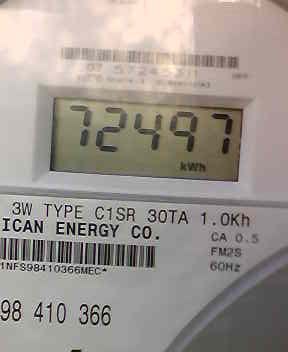 72497
kWh
3W TYPE C1SR 30TA 1.0Kh
ICAN ENERGY CO.
CA 0.5
FM2S
60Hz
1NFS98410366MEC*
98 410 366